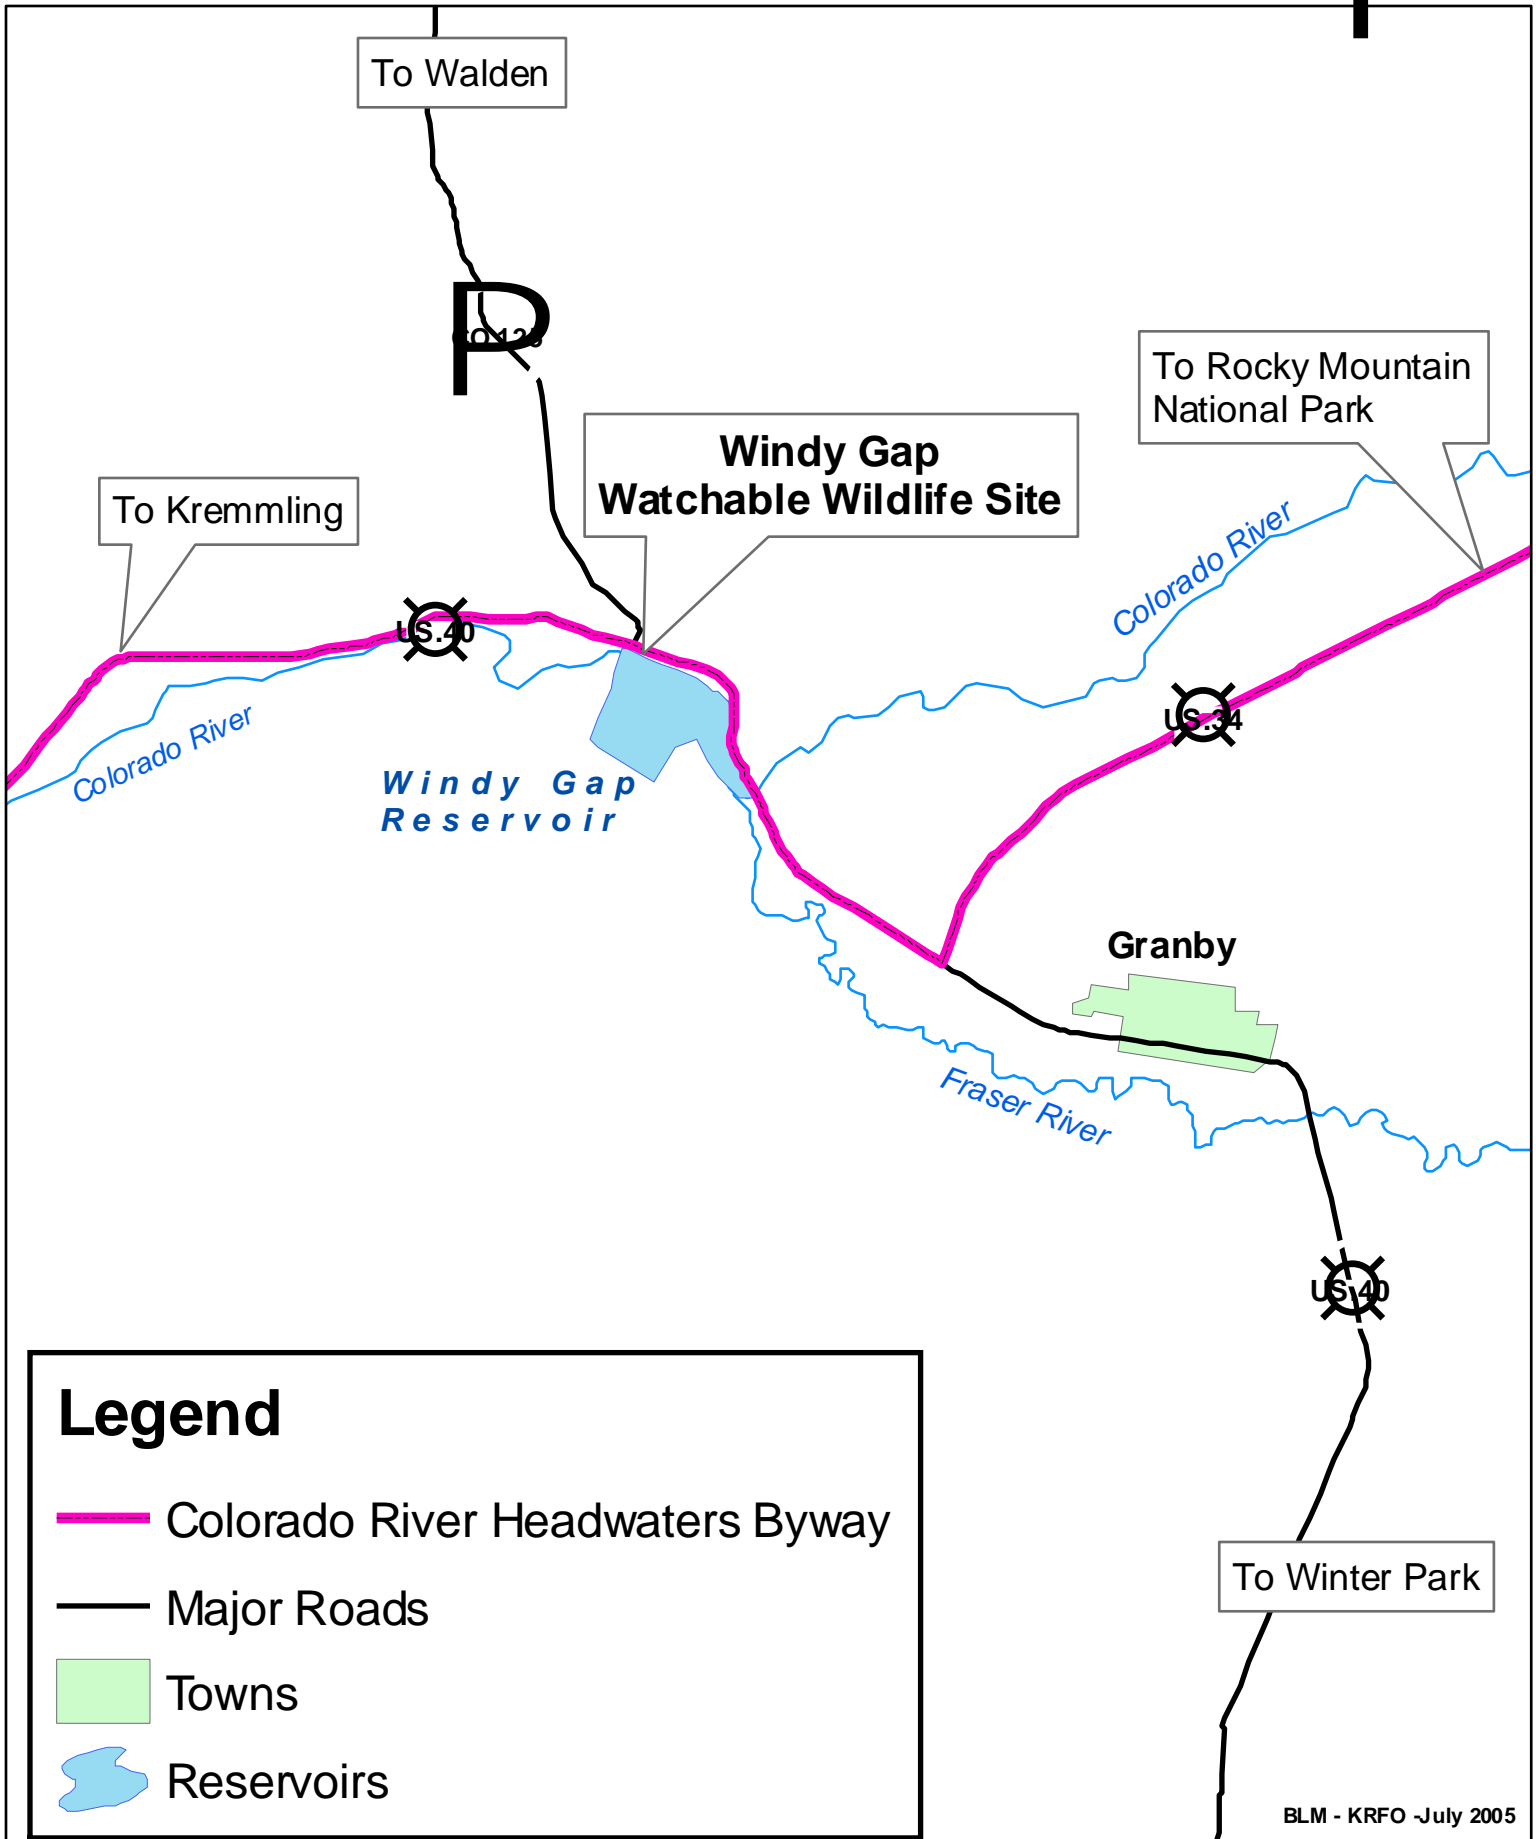 To Walden
P
CO.125
To Rocky Mountain
National Park
Windy Gap
Watchable Wildlife Site
To Kremmling
Colorado River
US.40
US.34
Colorado River
Windy Gap
Reservoir
Granby
Fraser River
US.40
Legend
Colorado River Headwaters Byway
Major Roads
To Winter Park
Towns
Reservoirs
BLM - KRFO -July 2005